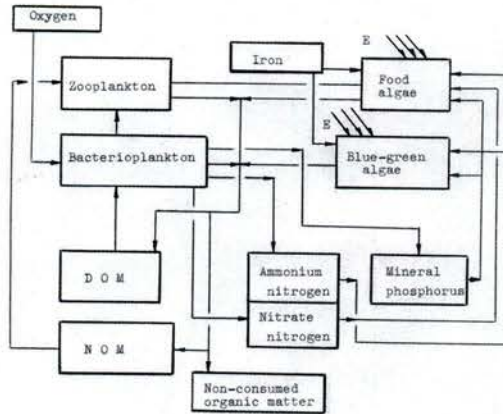 Oxygen
E
Iron
Zooplankton
Food
algae
E
Bacterioplankton
Blue-green
algae
D O M
Ammonium
nitrogen
Mineral
phosphorus
Nitrate
nitrogen
N O M
Non-consumed
organic matter